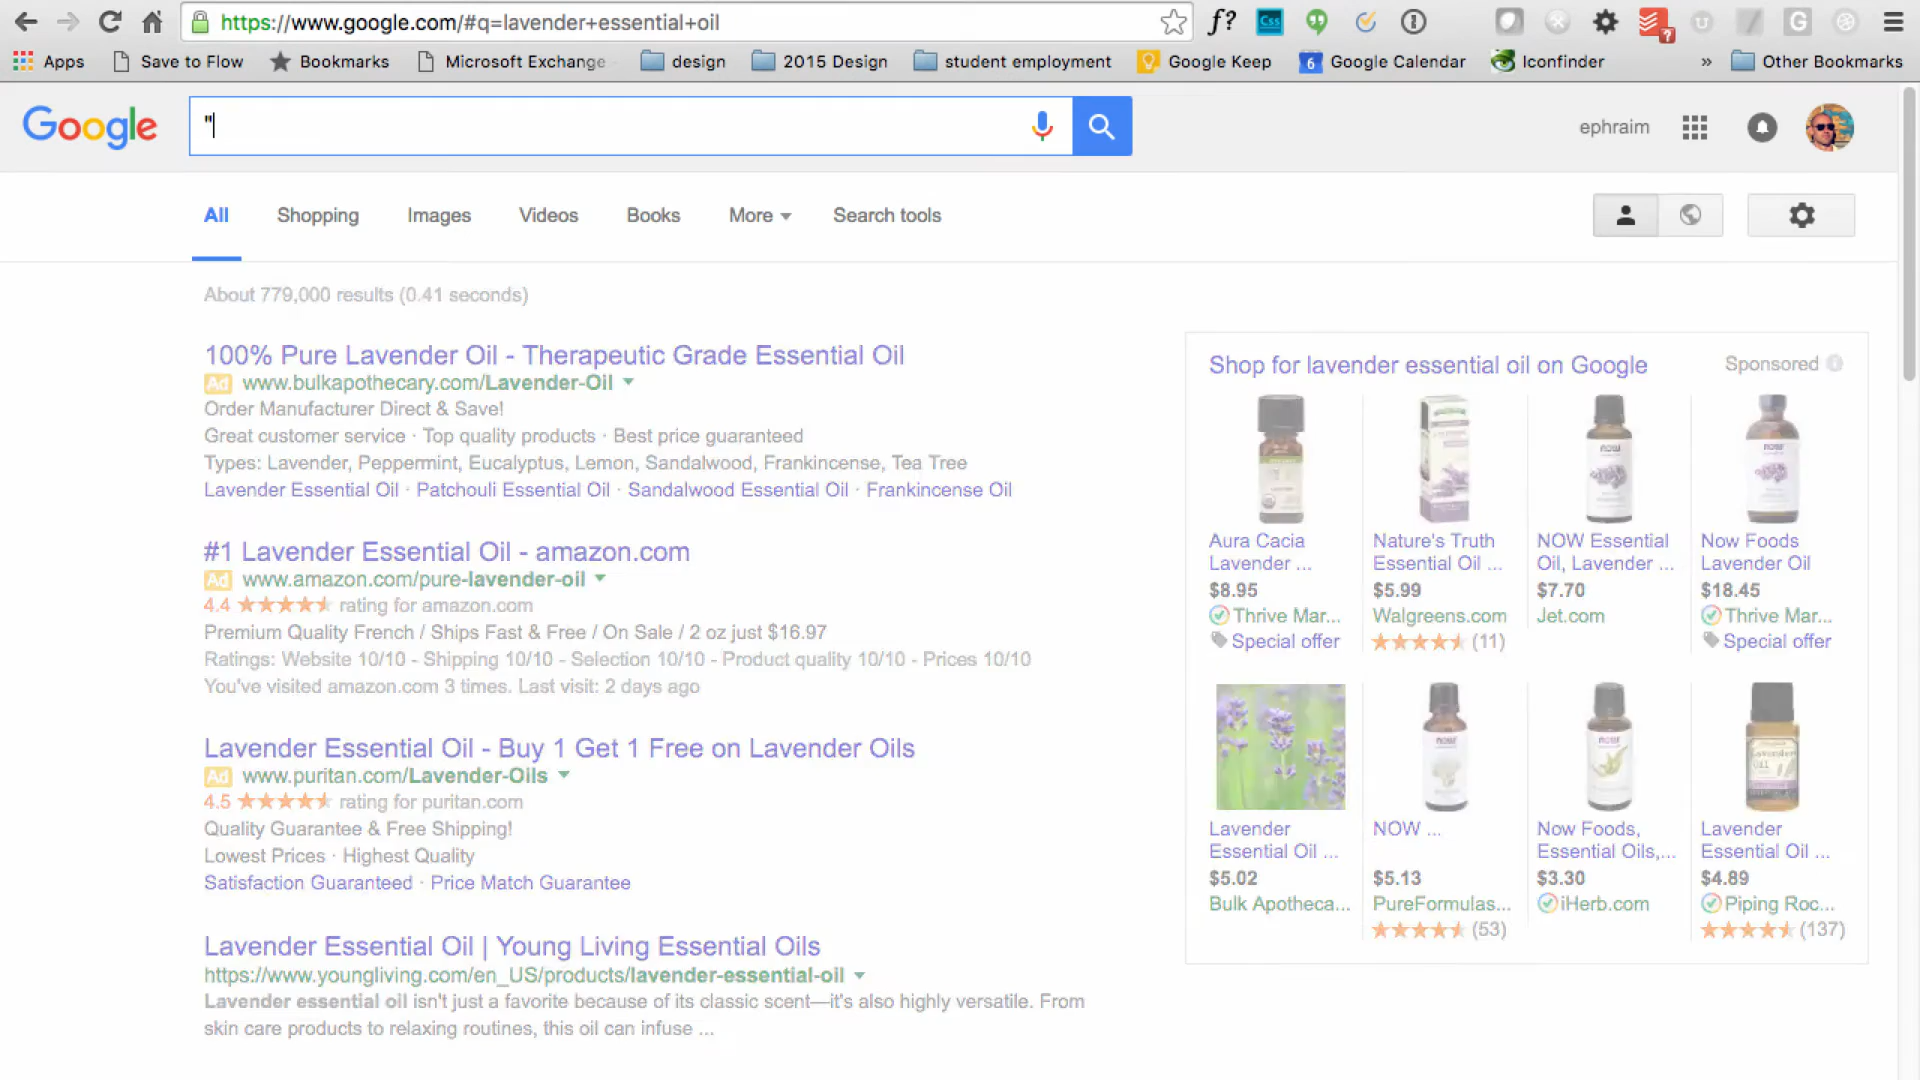 https://www.google.com/#q=lavender+essential+oil
f?
Css
Apps
Save to Flow
Bookmarks
Microsoft Exchange
design
2015 Design
student employment
Google Keep
6
Google Calendar
Iconfinder
»
Other Bookmarks
Google
"
ephraim
All
Shopping
Images
Videos
Books
More
Search tools
About 779,000 results (0.41 seconds)
100% Pure Lavender Oil - Therapeutic Grade Essential Oil
Ad www.bulkapothecary.com/Lavender-Oil
Order Manufacturer Direct & Save!
Great customer service · Top quality products · Best price guaranteed
Types: Lavender, Peppermint, Eucalyptus, Lemon, Sandalwood, Frankincense, Tea Tree
Lavender Essential Oil · Patchouli Essential Oil · Sandalwood Essential Oil · Frankincense Oil
#1 Lavender Essential Oil - amazon.com
Ad www.amazon.com/pure-lavender-oil
4.4 ★★★★★ rating for amazon.com
Premium Quality French / Ships Fast & Free / On Sale / 2 oz just $16.97
Ratings: Website 10/10 - Shipping 10/10 - Selection 10/10 - Product quality 10/10 - Prices 10/10
You've visited amazon.com 3 times. Last visit: 2 days ago
Lavender Essential Oil - Buy 1 Get 1 Free on Lavender Oils
Ad www.puritan.com/Lavender-Oils
4.5 ★★★★★ rating for puritan.com
Quality Guarantee & Free Shipping!
Lowest Prices · Highest Quality
Satisfaction Guaranteed · Price Match Guarantee
Lavender Essential Oil | Young Living Essential Oils
https://www.youngliving.com/en_US/products/lavender-essential-oil
Lavender essential oil isn't just a favorite because of its classic scent—it's also highly versatile. From
skin care products to relaxing routines, this oil can infuse ...
Shop for lavender essential oil on Google
Sponsored
Aura Cacia
Lavender ...
$8.95
Thrive Mar...
Special offer
Nature's Truth
Essential Oil ...
$5.99
Walgreens.com
★★★★★ (11)
NOW Essential
Oil, Lavender ...
$7.70
Jet.com
Now Foods
Lavender Oil
$18.45
Thrive Mar...
Special offer
Lavender
Essential Oil ...
$5.02
Bulk Apotheca...
NOW ...
$5.13
PureFormulas...
★★★★★ (53)
Now Foods,
Essential Oils,...
$3.30
iHerb.com
Lavender
Essential Oil ...
$4.89
Piping Roc...
★★★★★ (137)